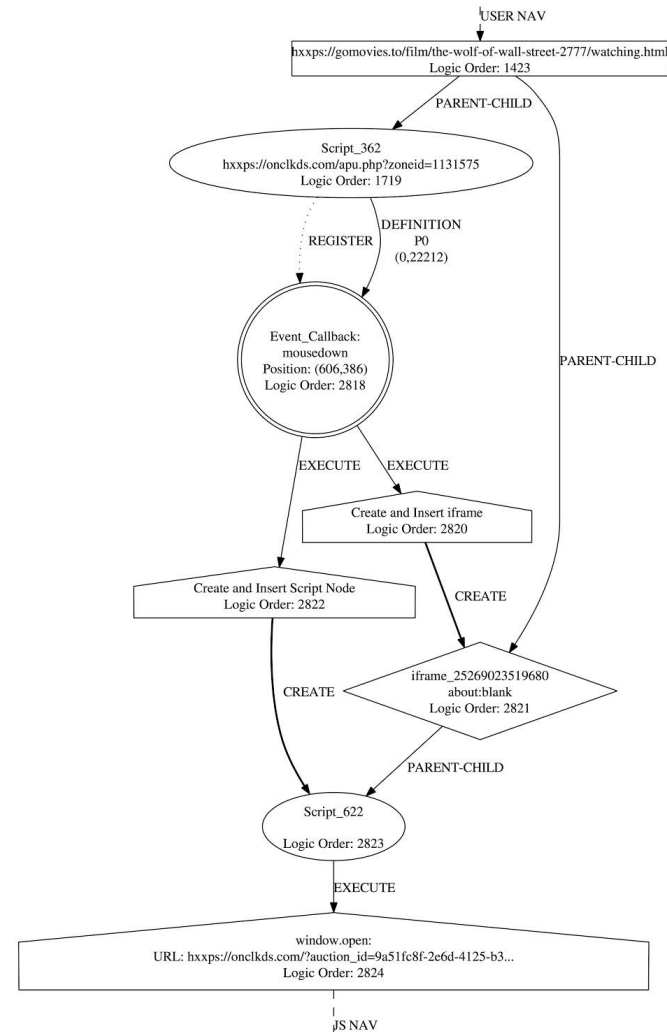 USER NAV
hxxps://gomovies.to/film/the-wolf-of-wall-street-2777/watching.html
Logic Order: 1423
PARENT-CHILD
Script_362
hxxps://onclkds.com/apu.php?zoneid=1131575
Logic Order: 1719
REGISTER
DEFINITION
P0
(0,22212)
Event_Callback:
mousedown
Position: (606,386)
Logic Order: 2818
PARENT-CHILD
EXECUTE
EXECUTE
Create and Insert iframe
Logic Order: 2820
Create and Insert Script Node
Logic Order: 2822
CREATE
iframe_25269023519680
about:blank
Logic Order: 2821
CREATE
PARENT-CHILD
Script_622
Logic Order: 2823
EXECUTE
window.open:
URL: hxxps://onclkds.com/?auction_id=9a51fc8f-2e6d-4125-b3...
Logic Order: 2824
JS NAV